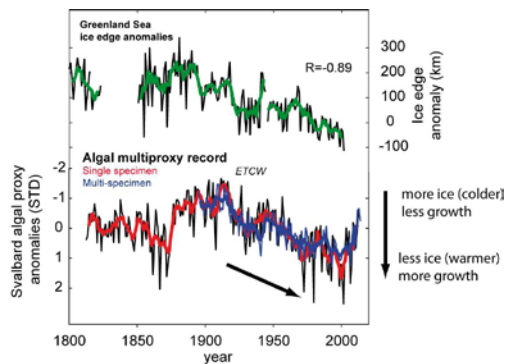 Greenland Sea
ice edge anomalies
R=-0.89
300
200
100
0
-100
Ice edge
anomaly (km)
Algal multiproxy record
Single specimen
Multi-specimen
ETCW
-2
-1
0
1
2
Svalbard algal proxy
anomalies (STD)
more ice (colder)
less growth
less ice (warmer)
more growth
1800 1850 1900 1950 2000
year